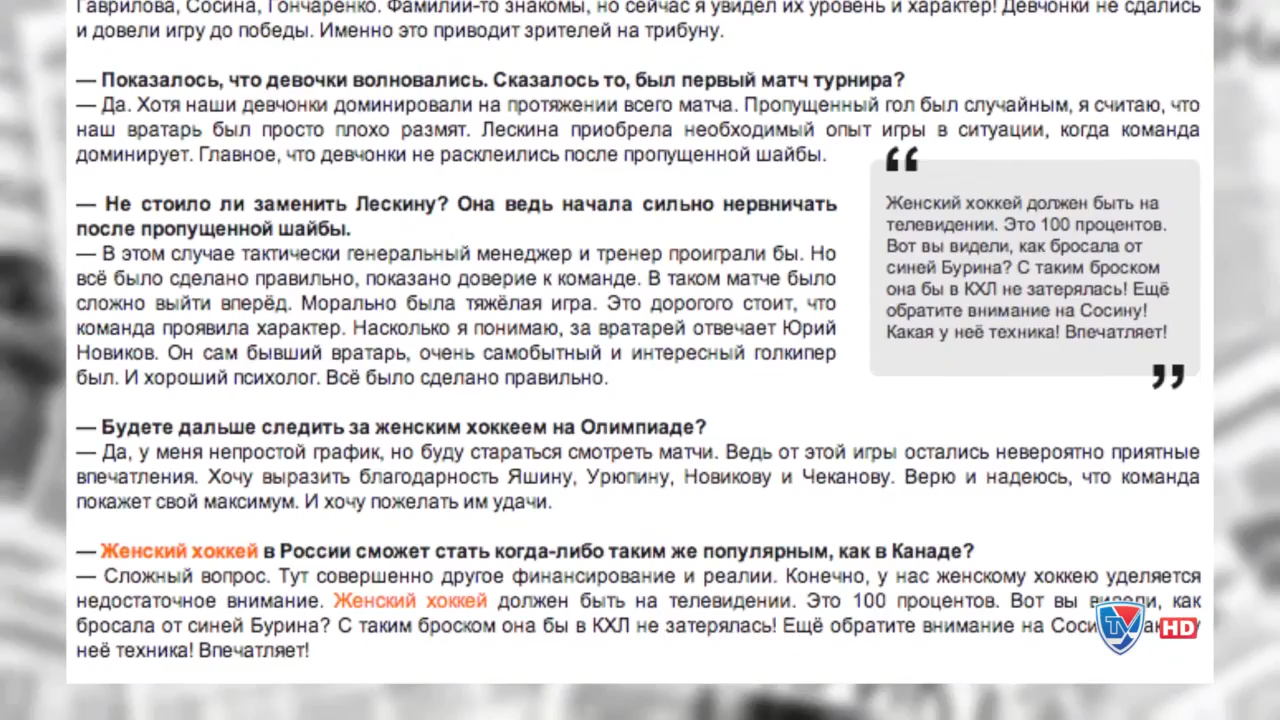 Гаврилова, Сосина, Гончаренко. Фамилии-то знакомы, но сейчас я увидел их уровень и характер! Девчонки не сдались
и довели игру до победы. Именно это приводит зрителей на трибуну.
— Показалось, что девочки волновались. Сказалось то, был первый матч турнира?
— Да. Хотя наши девчонки доминировали на протяжении всего матча. Пропущенный гол был случайным, я считаю, что
наш вратарь был просто плохо размят. Лескина приобрела необходимый опыт игры в ситуации, когда команда
доминирует. Главное, что девчонки не расклеились после пропущенной шайбы.
— Не стоило ли заменить Лескину? Она ведь начала сильно нервничать
после пропущенной шайбы.
— В этом случае тактически генеральный менеджер и тренер проиграли бы. Но
всё было сделано правильно, показано доверие к команде. В таком матче было
сложно выйти вперёд. Морально была тяжёлая игра. Это дорогого стоит, что
команда проявила характер. Насколько я понимаю, за вратарей отвечает Юрий
Новиков. Он сам бывший вратарь, очень самобытный и интересный голкипер
был. И хороший психолог. Всё было сделано правильно.
“
Женский хоккей должен быть на
телевидении. Это 100 процентов.
Вот вы видели, как бросала от
синей Бурина? С таким броском
она бы в КХЛ не затерялась! Ещё
обратите внимание на Сосину!
Какая у неё техника! Впечатляет!
”
— Будете дальше следить за женским хоккеем на Олимпиаде?
— Да, у меня непростой график, но буду стараться смотреть матчи. Ведь от этой игры остались невероятно приятные
впечатления. Хочу выразить благодарность Яшину, Урюпину, Новикову и Чеканову. Верю и надеюсь, что команда
покажет свой максимум. И хочу пожелать им удачи.
— Женский хоккей в России сможет стать когда-либо таким же популярным, как в Канаде?
— Сложный вопрос. Тут совершенно другое финансирование и реалии. Конечно, у нас женскому хоккею уделяется
недостаточное внимание. Женский хоккей должен быть на телевидении. Это 100 процентов. Вот вы видели, как
бросала от синей Бурина? С таким броском она бы в КХЛ не затерялась! Ещё обратите внимание на у
неё техника! Впечатляет!
TV HD